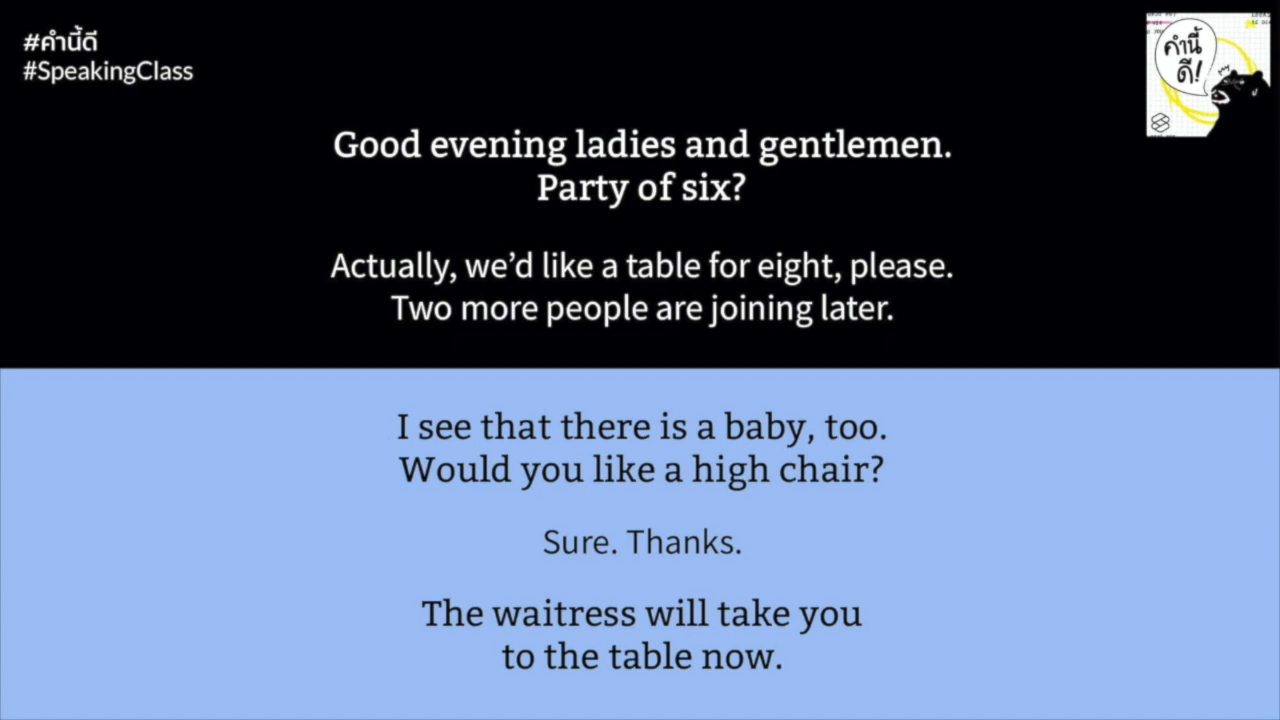 #คำนี้ดี
#SpeakingClass
คำนี้
ดี!
Good evening ladies and gentlemen.
Party of six?
Actually, we’d like a table for eight, please.
Two more people are joining later.
I see that there is a baby, too.
Would you like a high chair?
Sure. Thanks.
The waitress will take you
to the table now.